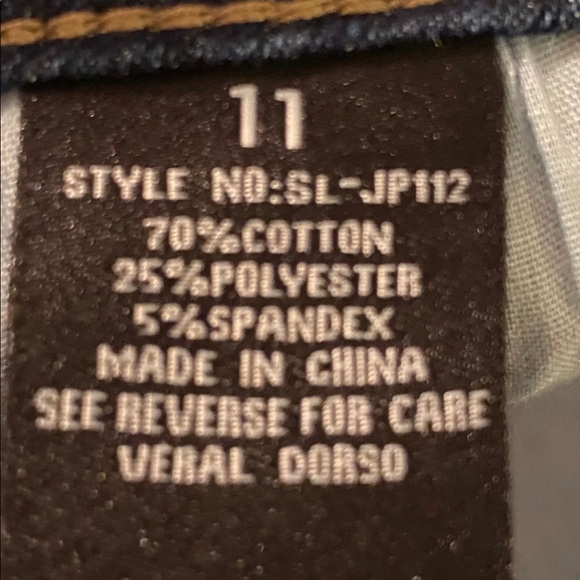 11
STYLE NO:SL-JP112
70%COTTON
25%POLYESTER
5%SPANDEX
MADE IN CHINA
SEE REVERSE FOR CARE
VERAL DORSO